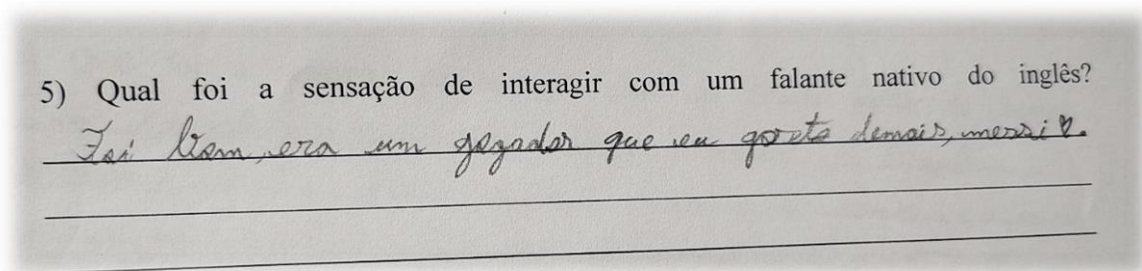 5) Qual foi a sensação de interagir com um falante nativo do inglês?
Foi bom, era um gogador que eu gosto demais, messi ♥.